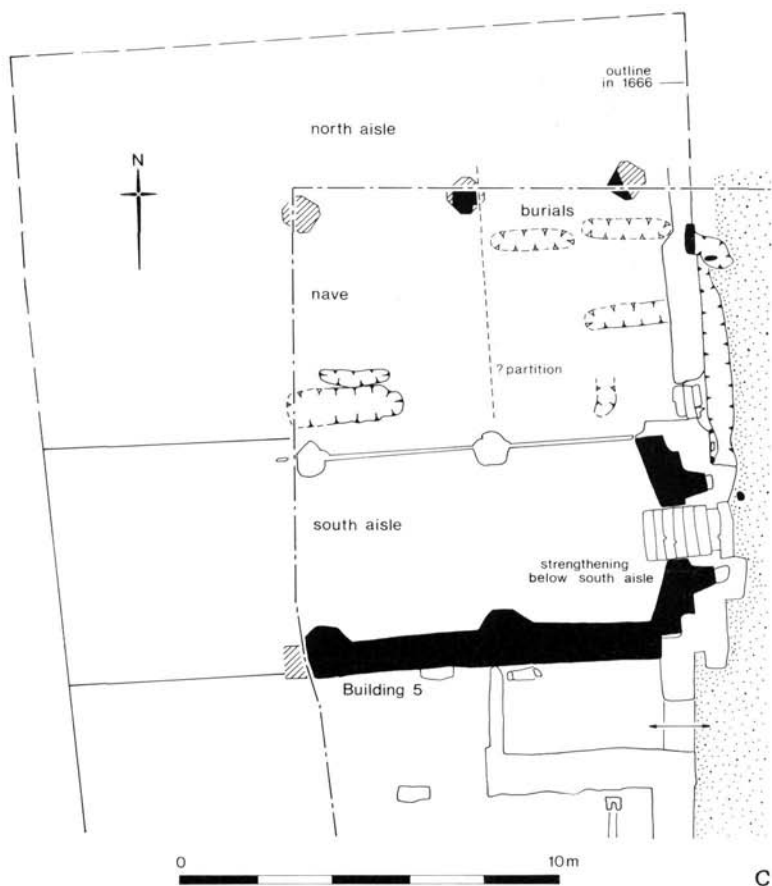 outline
in 1666
north aisle
N
burials
nave
? partition
south aisle
strengthening
below south aisle
Building 5
0
10m
C